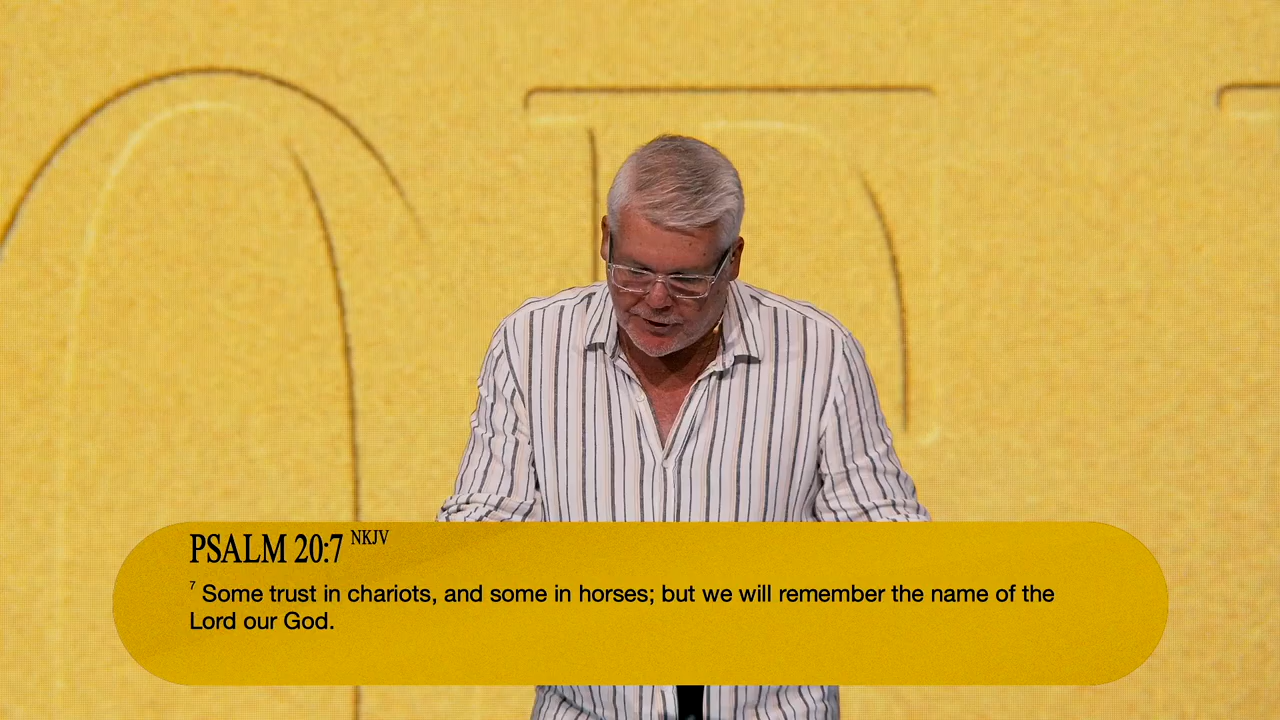 PSALM 20:7 NKJV
7 Some trust in chariots, and some in horses; but we will remember the name of the
Lord our God.